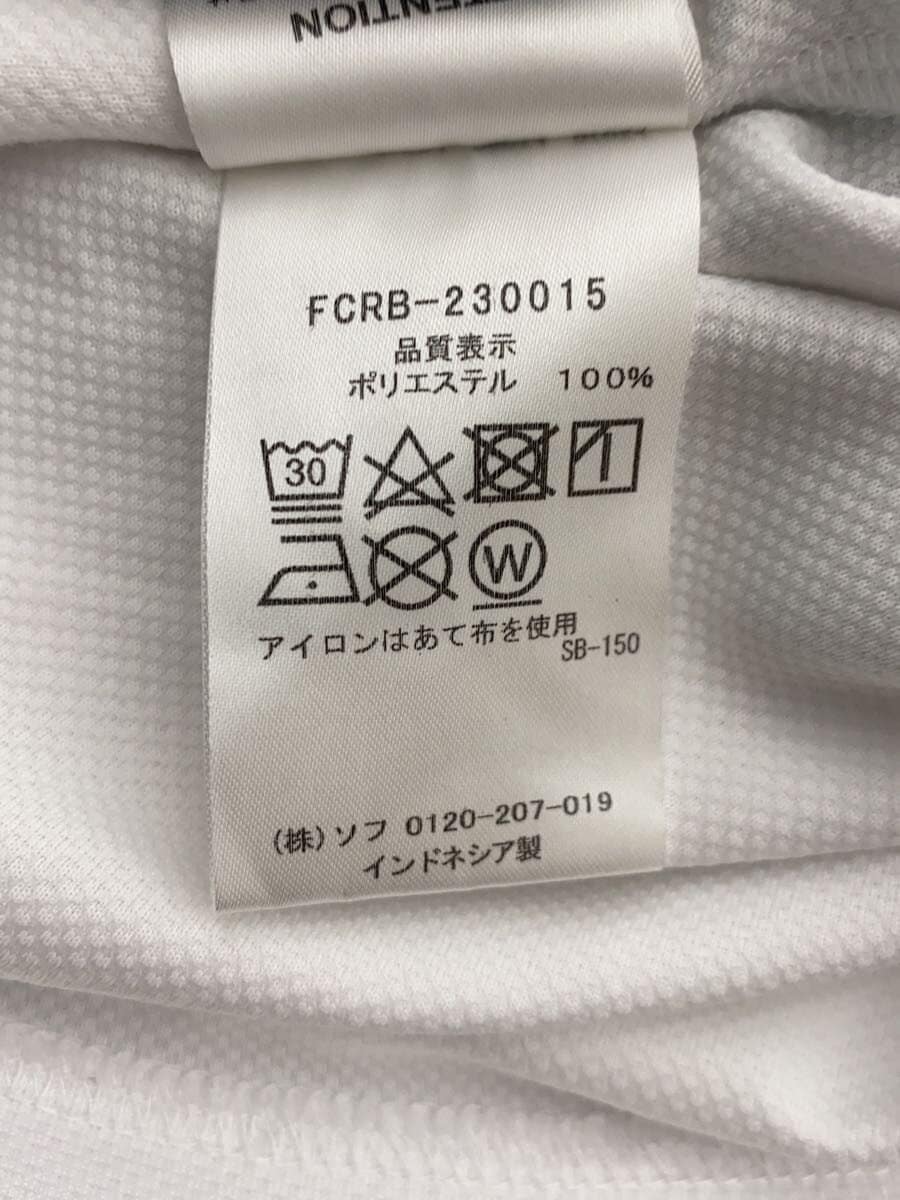 ATTENTION
FCRB-230015
品質表示
ポリエステル 100%
30
W
アイロンはあて布を使用
SB-150
(株)ソフ 0120-207-019
インドネシア製